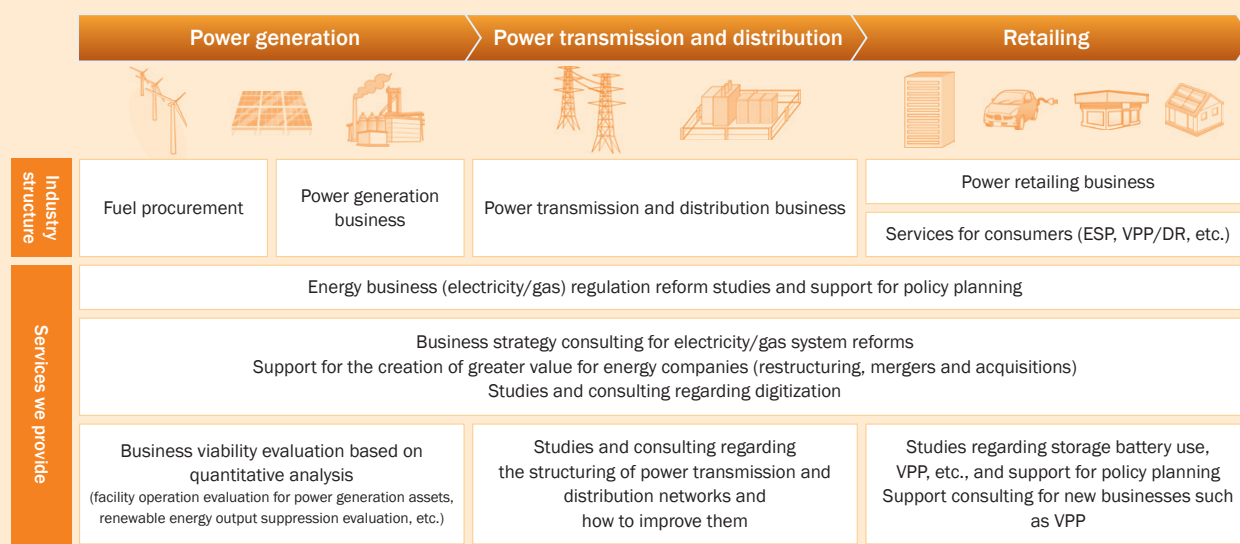 Power generation
Power transmission and distribution
Retailing
Industry
structure
Fuel procurement
Power generation
business
Power transmission and distribution business
Power retailing business
Services for consumers (ESP, VPP/DR, etc.)
Services we provide
Energy business (electricity/gas) regulation reform studies and support for policy planning
Business strategy consulting for electricity/gas system reforms
Support for the creation of greater value for energy companies (restructuring, mergers and acquisitions)
Studies and consulting regarding digitization
Business viability evaluation based on
quantitative analysis
(facility operation evaluation for power generation assets,
renewable energy output suppression evaluation, etc.)
Studies and consulting regarding
the structuring of power transmission and
distribution networks and
how to improve them
Studies regarding storage battery use,
VPP, etc., and support for policy planning
Support consulting for new businesses such
as VPP